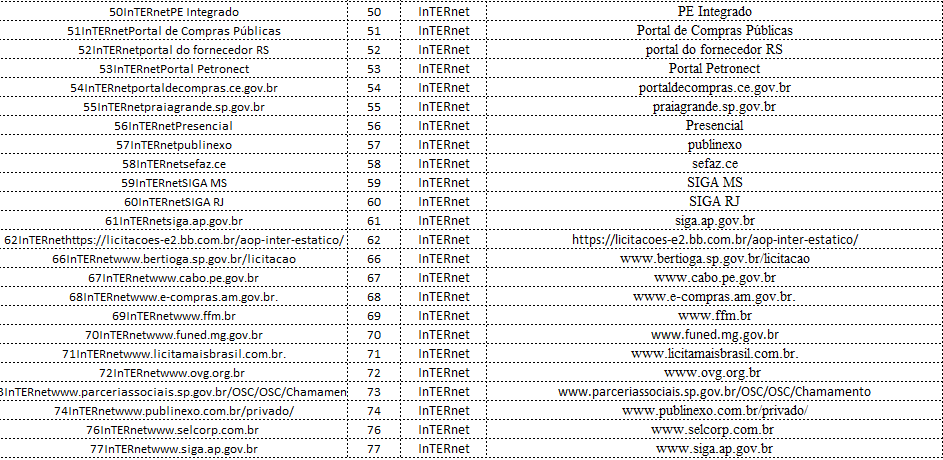 50InTERnetPE Integrado 50 InTERnet PE Integrado
51InTERnetPortal de Compras Públicas 51 InTERnet Portal de Compras Públicas
52InTERnetportal do fornecedor RS 52 InTERnet portal do fornecedor RS
53InTERnetPortal Petronect 53 InTERnet Portal Petronect
54InTERnetportaldecompras.ce.gov.br 54 InTERnet portaldecompras.ce.gov.br
55InTERnetpraiagrande.sp.gov.br 55 InTERnet praiagrande.sp.gov.br
56InTERnetPresencial 56 InTERnet Presencial
57InTERnetpublinexo 57 InTERnet publinexo
58InTERnetsefaz.ce 58 InTERnet sefaz.ce
59InTERnetSIGA MS 59 InTERnet SIGA MS
60InTERnetSIGA RJ 60 InTERnet SIGA RJ
61InTERnetsiga.ap.gov.br 61 InTERnet siga.ap.gov.br
62InTERnethttps://licitacoes-e2.bb.com.br/aop-inter-estatico/ 62 InTERnet https://licitacoes-e2.bb.com.br/aop-inter-estatico/
66InTERnetwww.bertioga.sp.gov.br/licitacao 66 InTERnet www.bertioga.sp.gov.br/licitacao
67InTERnetwww.cabo.pe.gov.br 67 InTERnet www.cabo.pe.gov.br
68InTERnetwww.e-compras.am.gov.br. 68 InTERnet www.e-compras.am.gov.br.
69InTERnetwww.ffm.br 69 InTERnet www.ffm.br
70InTERnetwww.funed.mg.gov.br 70 InTERnet www.funed.mg.gov.br
71InTERnetwww.licitamaisbrasil.com.br. 71 InTERnet www.licitamaisbrasil.com.br.
72InTERnetwww.ovg.org.br 72 InTERnet www.ovg.org.br
3InTERnetwww.parceriassociais.sp.gov.br/OSC/OSC/Chamamen 73 InTERnet www.parceriassociais.sp.gov.br/OSC/OSC/Chamamento
74InTERnetwww.publinexo.com.br/privado/ 74 InTERnet www.publinexo.com.br/privado/
76InTERnetwww.selcorp.com.br 76 InTERnet www.selcorp.com.br
77InTERnetwww.siga.ap.gov.br 77 InTERnet www.siga.ap.gov.br